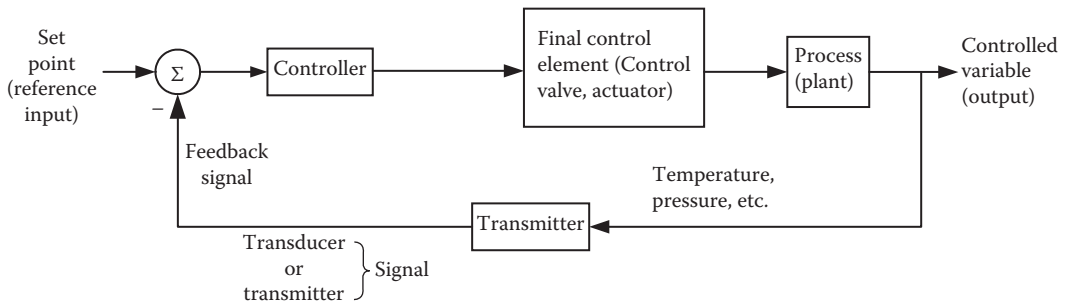 Set
point
(reference
input)
Σ
−
Controller
Final control
element (Control
valve, actuator)
Process
(plant)
Controlled
variable
(output)
Feedback
signal
Temperature,
pressure, etc.
Transmitter
Transducer
or
transmitter
Signal